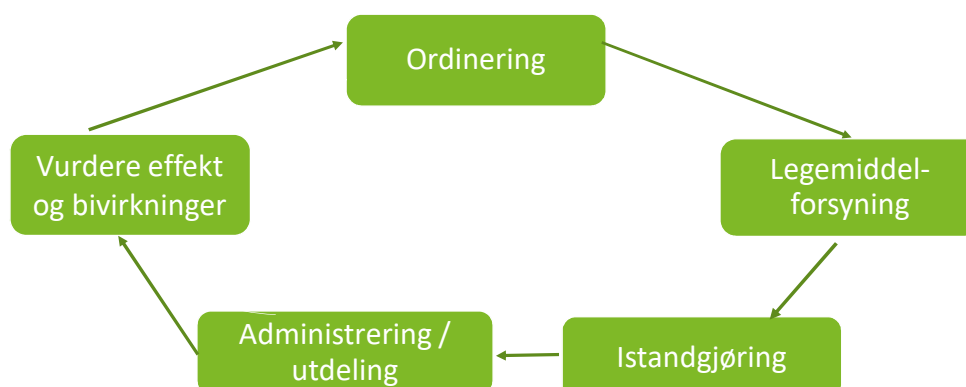 Ordinering
Legemiddel-
forsyning
Istandgjøring
Administrering /
utdeling
Vurdere effekt
og bivirkninger